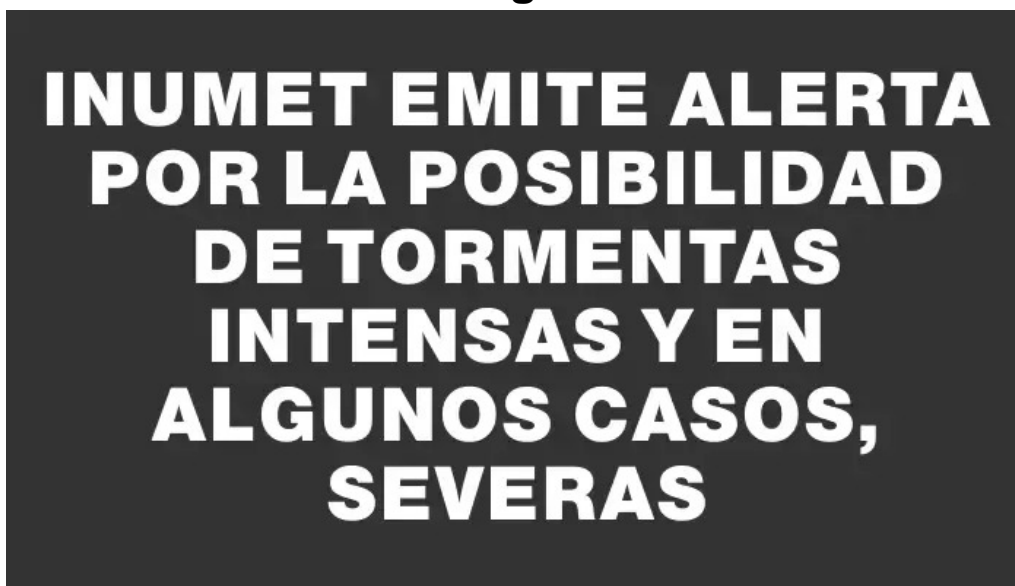 INUMET EMITE ALERTA
POR LA POSIBILIDAD
DE TORMENTAS
INTENSAS Y EN
ALGUNOS CASOS,
SEVERAS